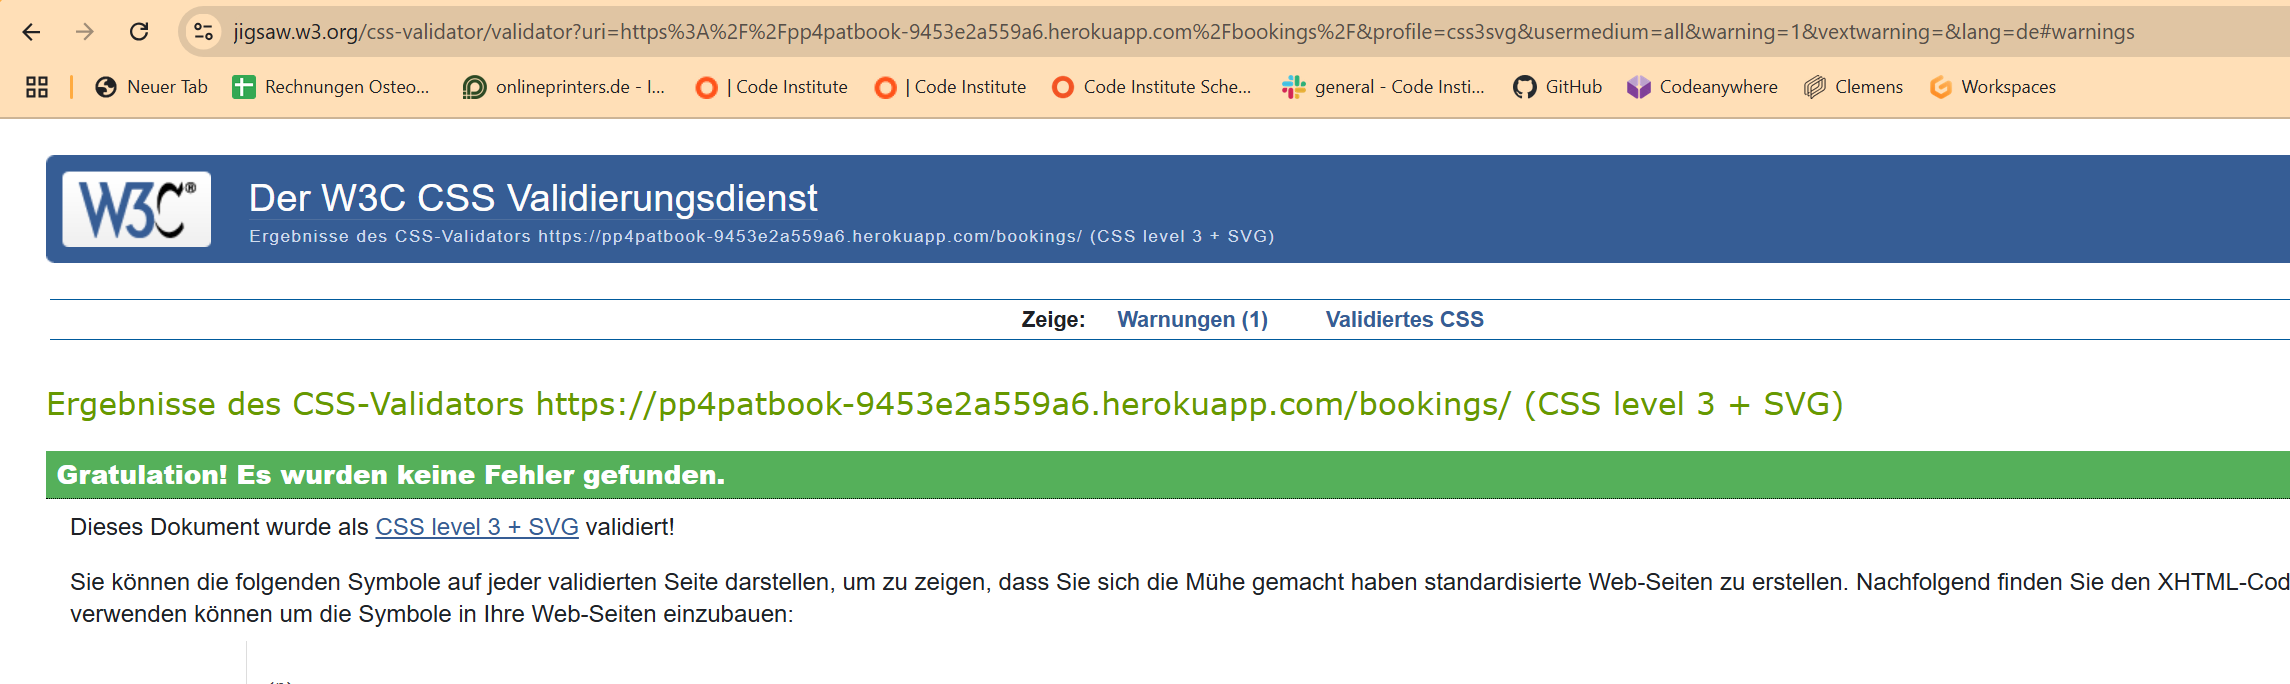 jigsaw.w3.org/css-validator/validator?uri=https%3A%2F%2Fpp4patbook-9453e2a559a6.herokuapp.com%2Fbookings%2F&profile=css3svg&usermedium=all&warning=1&vextwarning=&lang=de#warnings
Neuer Tab Rechnungen Osteo... onlineprinters.de - I... | Code Institute | Code Institute Code Institute Sche... general - Code Insti... GitHub Codeanywhere Clemens Workspaces
W3C® Der W3C CSS Validierungsdienst
Ergebnisse des CSS-Validators https://pp4patbook-9453e2a559a6.herokuapp.com/bookings/ (CSS level 3 + SVG)
Zeige: Warnungen (1) Validiertes CSS
Ergebnisse des CSS-Validators https://pp4patbook-9453e2a559a6.herokuapp.com/bookings/ (CSS level 3 + SVG)
Gratulation! Es wurden keine Fehler gefunden.
Dieses Dokument wurde als CSS level 3 + SVG validiert!
Sie können die folgenden Symbole auf jeder validierten Seite darstellen, um zu zeigen, dass Sie sich die Mühe gemacht haben standardisierte Web-Seiten zu erstellen. Nachfolgend finden Sie den XHTML-Cod
verwenden können um die Symbole in Ihre Web-Seiten einzubauen: